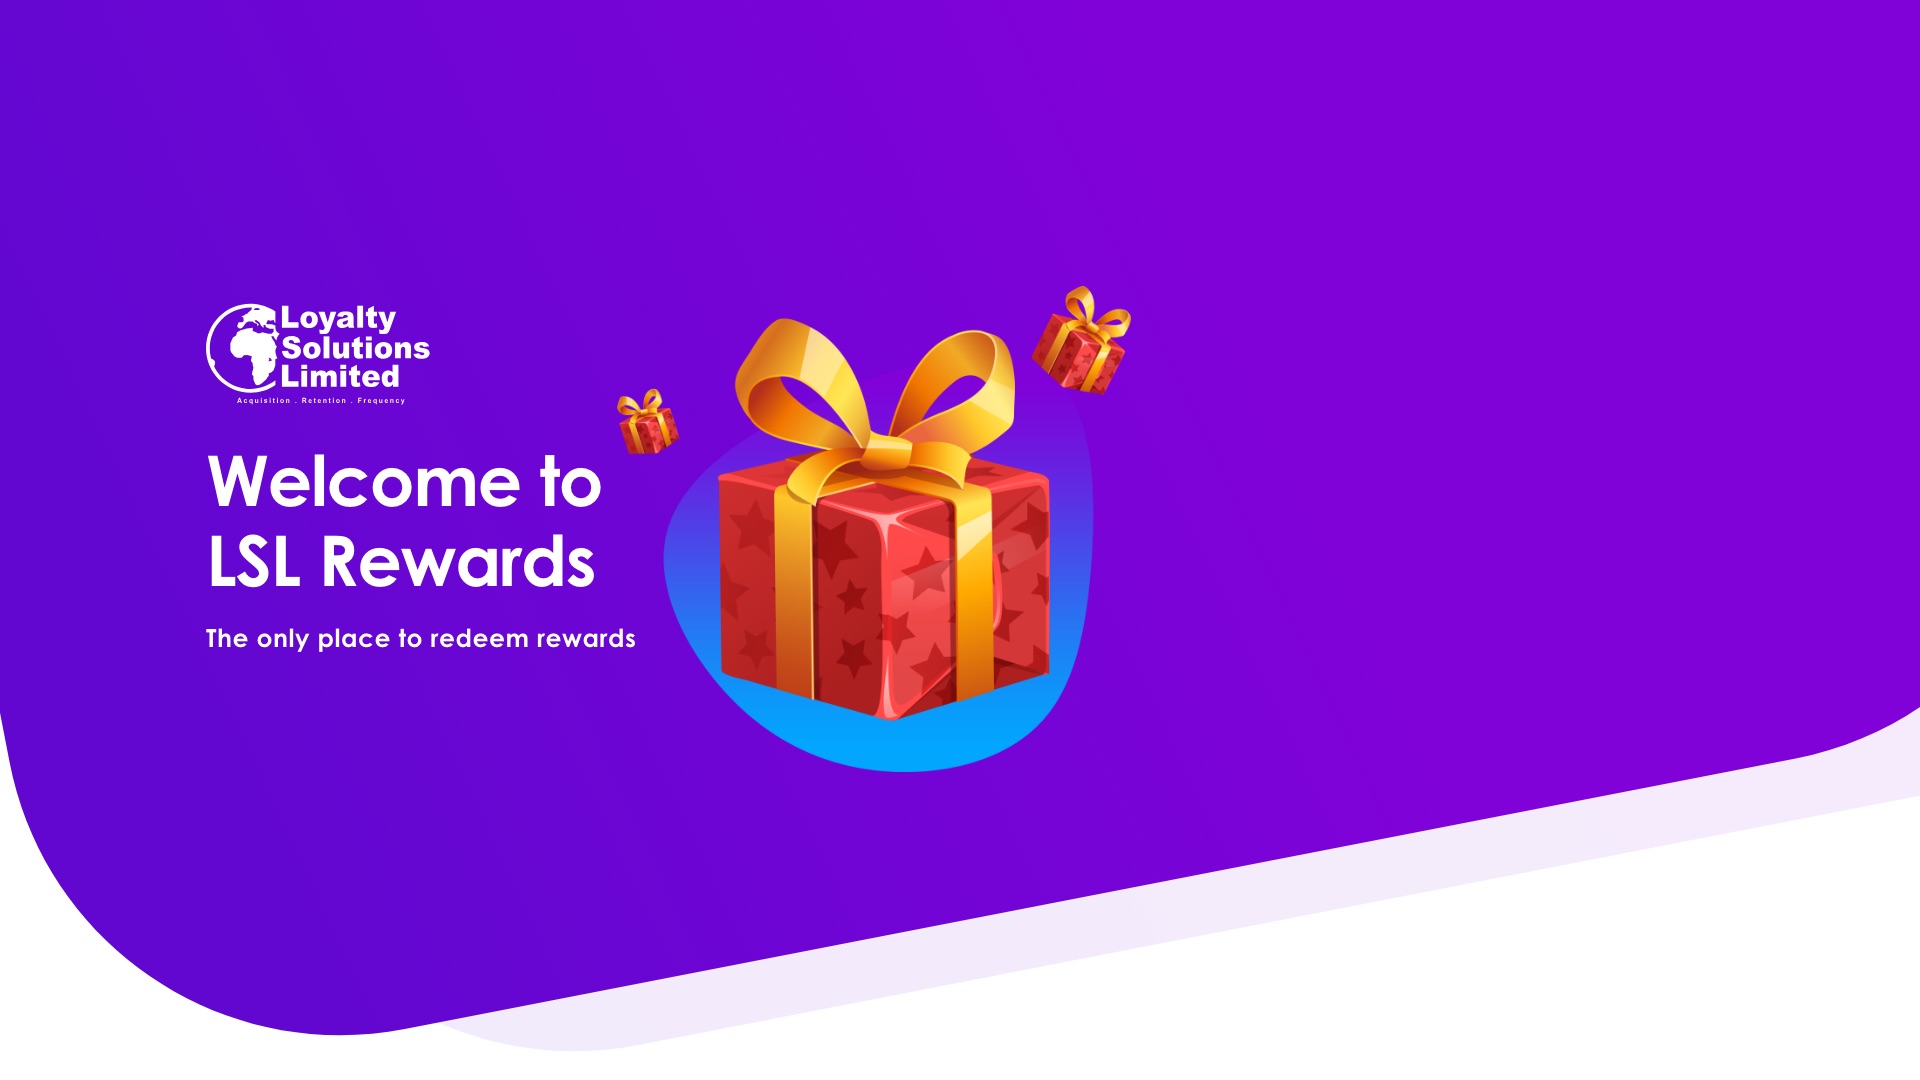 Loyalty
Solutions
Limited
Acquisition . Retention . Frequency
Welcome to
LSL Rewards
The only place to redeem rewards